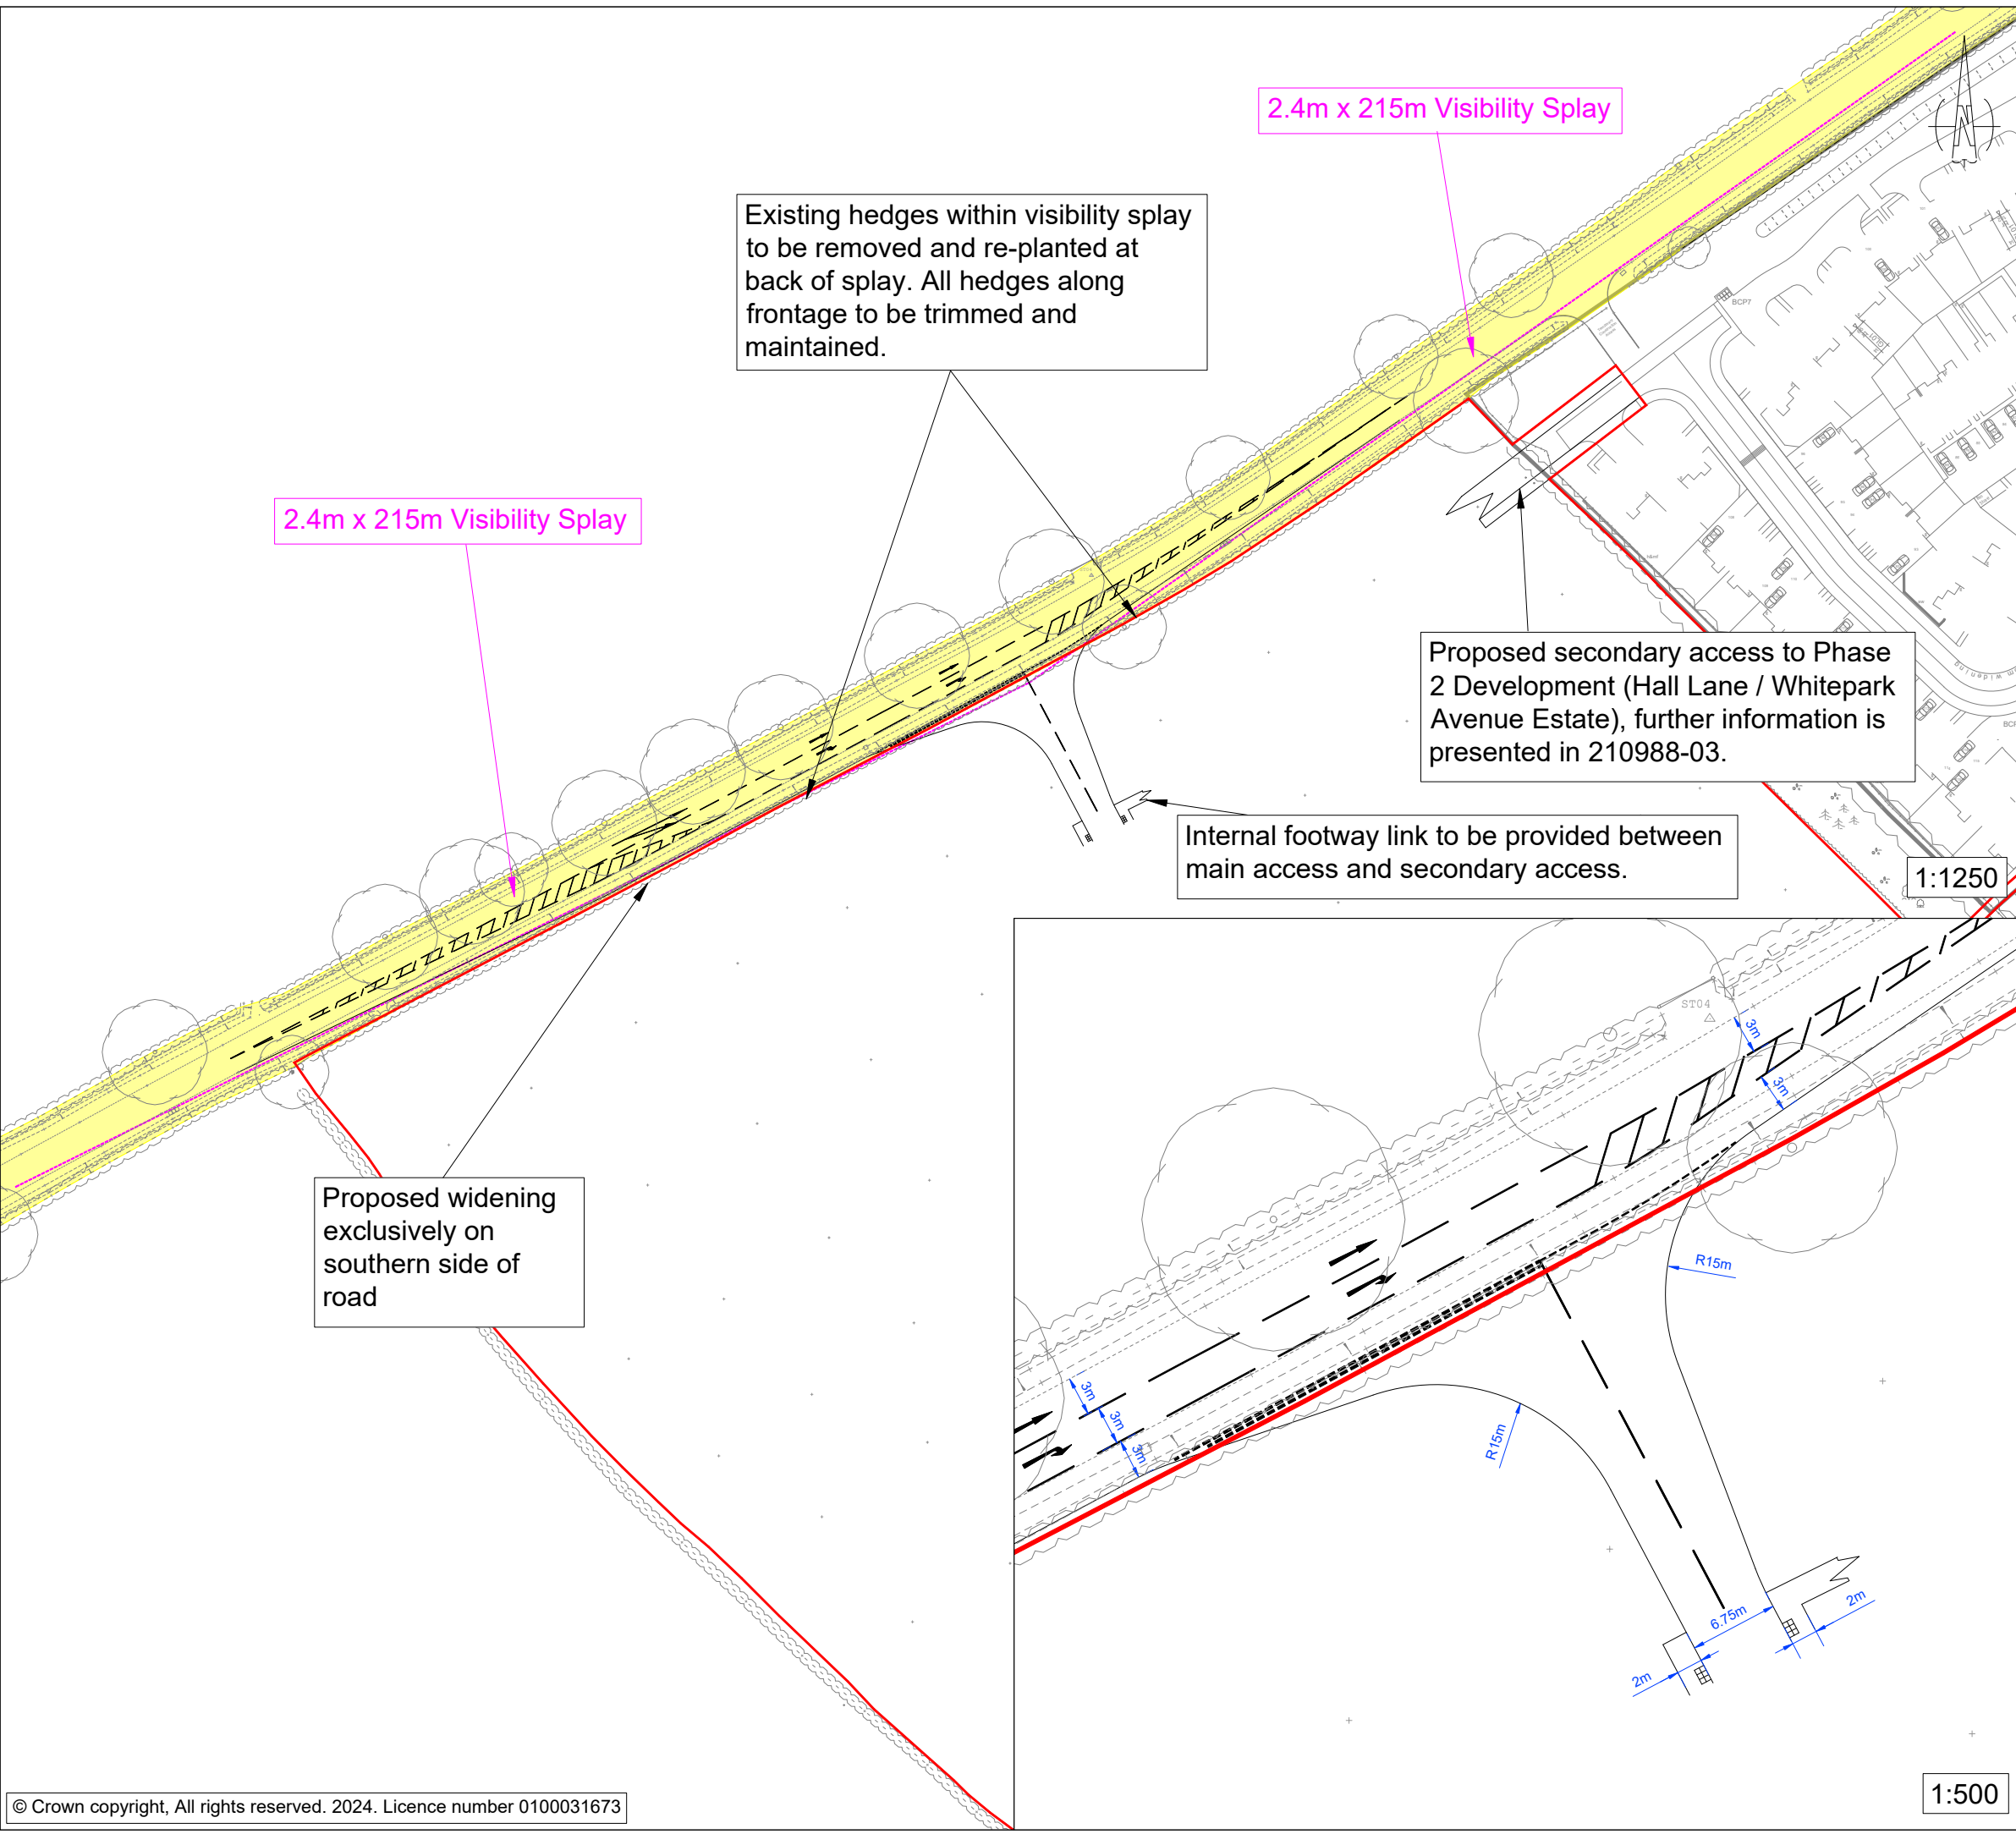 2.4m x 215m Visibility Splay
Existing hedges within visibility splay
to be removed and re-planted at
back of splay. All hedges along
frontage to be trimmed and
maintained.
2.4m x 215m Visibility Splay
BCP7
Proposed secondary access to Phase
2 Development (Hall Lane / Whitepark
Avenue Estate), further information is
presented in 210988-03.
Internal footway link to be provided between
main access and secondary access.
1:1250
Proposed widening
exclusively on
southern side of
road
ST04
3m
3m
R15m
3m
3m
3m
R15m
6.75m
2m
2m
1:500
© Crown copyright, All rights reserved. 2024. Licence number 0100031673
N